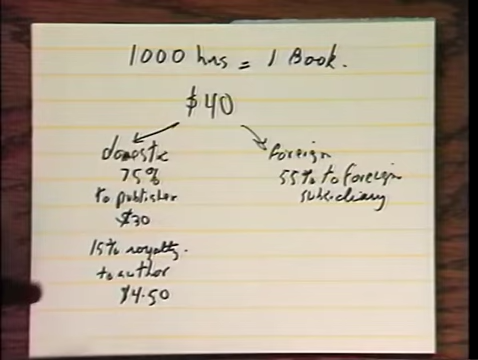 1000 hrs = 1 Book.
$40
domestic
75%
to publisher
$30
15% royalty.
to author
$4.50
foreign
55% to foreign
subsidiary